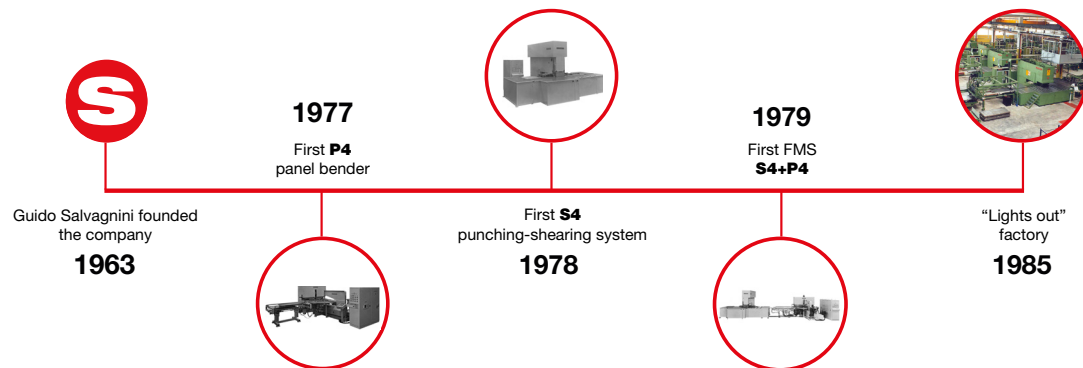 S
Guido Salvagnini founded
the company
1963
1977
First P4
panel bender
First S4
punching-shearing system
1978
1979
First FMS
S4+P4
“Lights out”
factory
1985